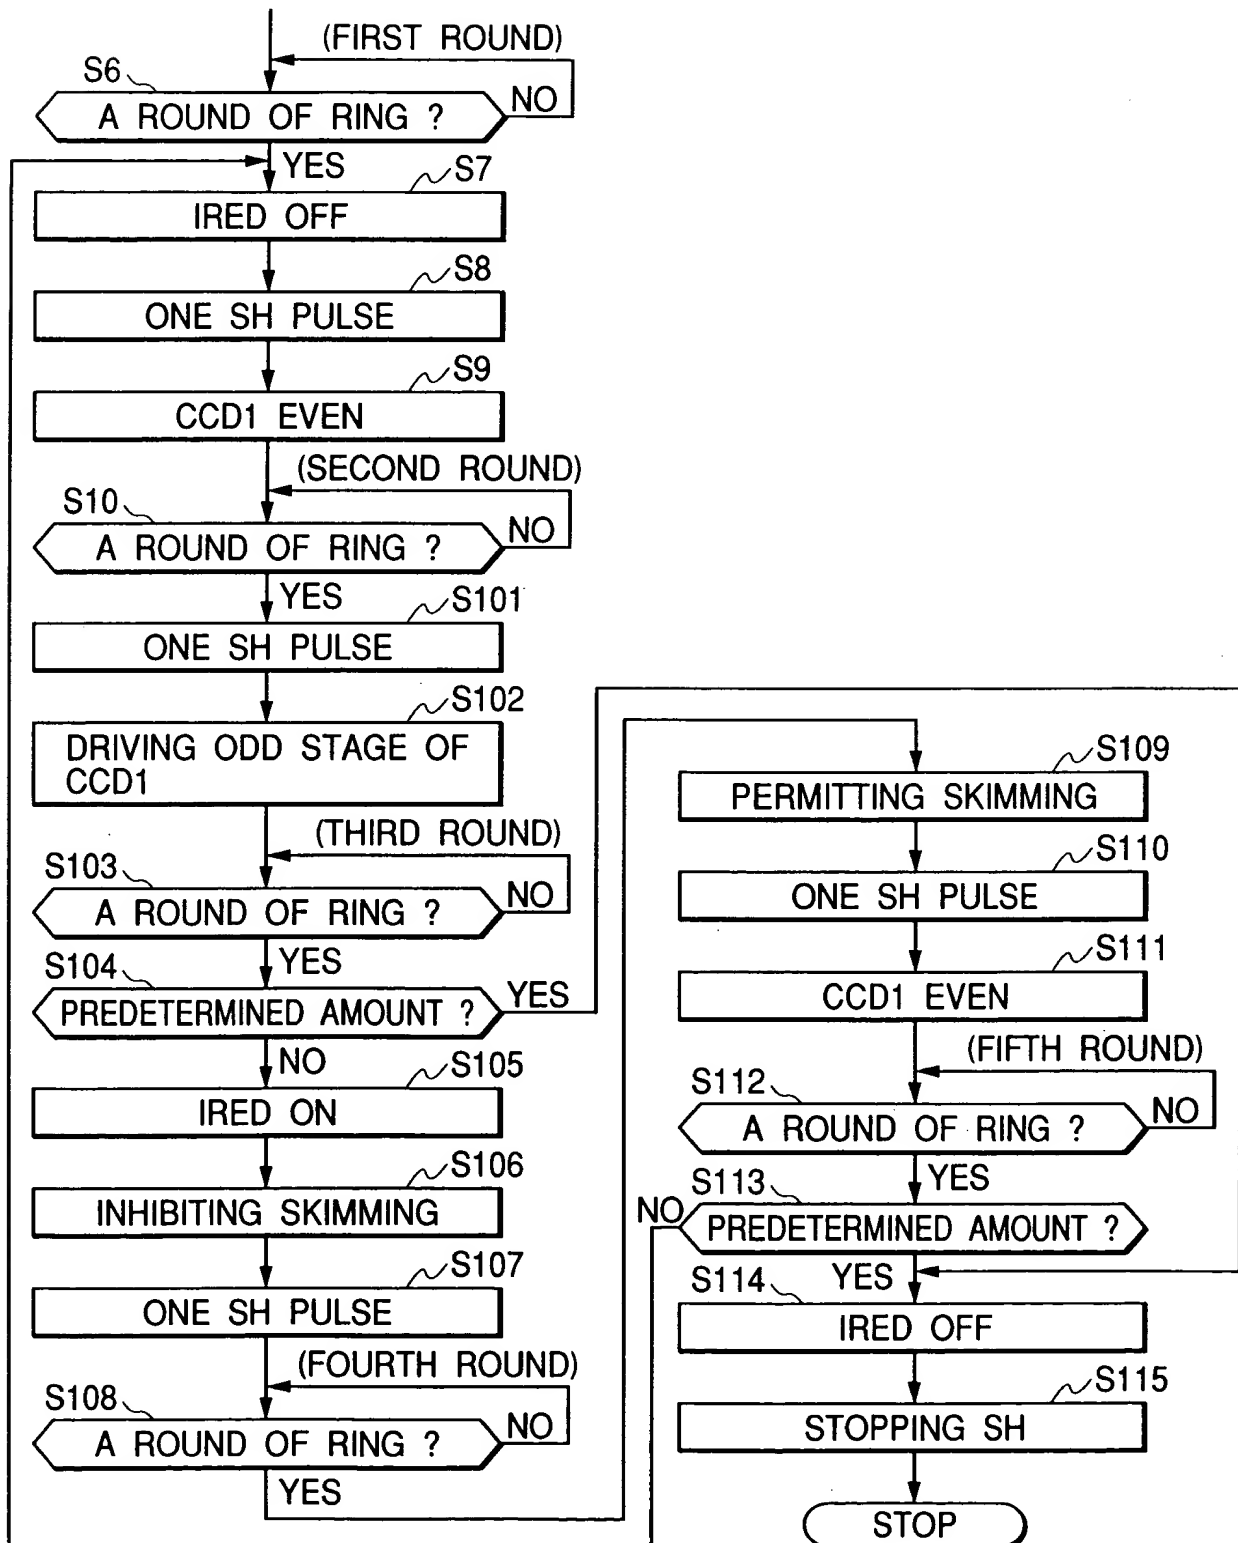 (FIRST ROUND)
S6
A ROUND OF RING ?
NO
YES
S7
IRED OFF
S8
ONE SH PULSE
S9
CCD1 EVEN
(SECOND ROUND)
S10
A ROUND OF RING ?
NO
YES
S101
ONE SH PULSE
S102
DRIVING ODD STAGE OF
CCD1
(THIRD ROUND)
S103
A ROUND OF RING ?
NO
YES
S104
PREDETERMINED AMOUNT ?
YES
NO
S105
IRED ON
S106
INHIBITING SKIMMING
S107
ONE SH PULSE
(FOURTH ROUND)
S108
A ROUND OF RING ?
NO
YES
S109
PERMITTING SKIMMING
S110
ONE SH PULSE
S111
CCD1 EVEN
(FIFTH ROUND)
S112
A ROUND OF RING ?
NO
YES
S113
NO
PREDETERMINED AMOUNT ?
YES
S114
IRED OFF
S115
STOPPING SH
STOP